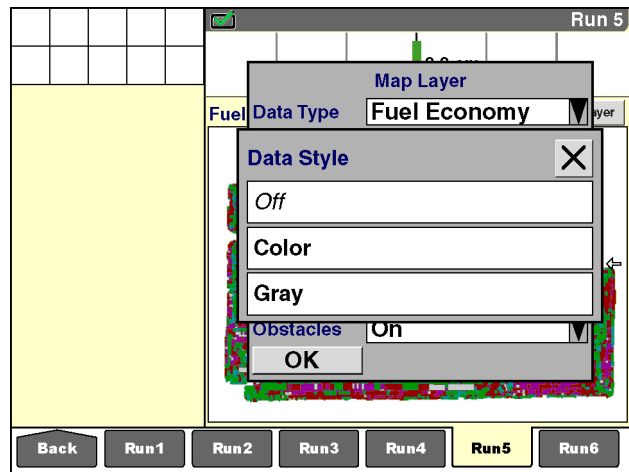 Run 5
Map Layer
Fuel
Data Type
Fuel Economy
ayer
Data Style
Off
Color
Gray
Obstacles
On
OK
Back
Run1
Run2
Run3
Run4
Run5
Run6